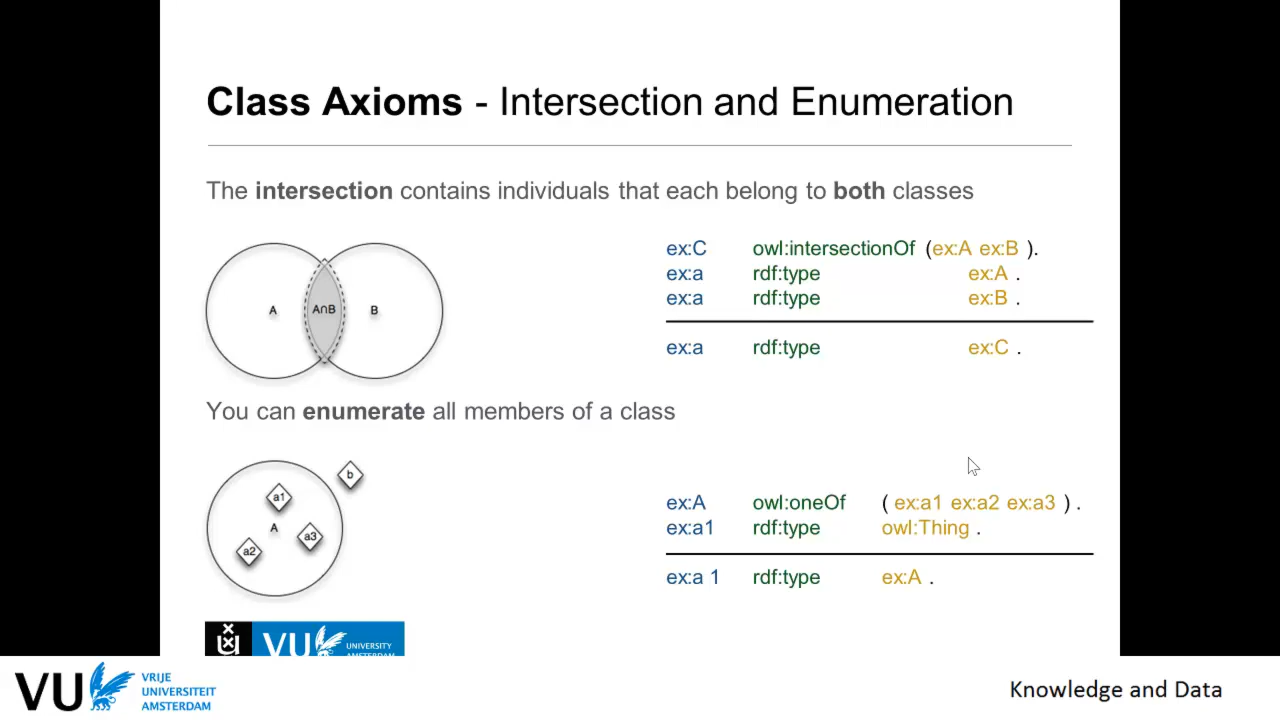 Class Axioms - Intersection and Enumeration
The intersection contains individuals that each belong to both classes
A
A∩B
B
ex:C owl:intersectionOf (ex:A ex:B ).
ex:a rdf:type ex:A .
ex:a rdf:type ex:B .
ex:a rdf:type ex:C .
You can enumerate all members of a class
b
a1
A
a3
a2
ex:A owl:oneOf ( ex:a1 ex:a2 ex:a3 ) .
ex:a1 rdf:type owl:Thing .
ex:a 1 rdf:type ex:A .
VU UNIVERSITY
AMSTERDAM
VU VRIJE
UNIVERSITEIT
AMSTERDAM
Knowledge and Data